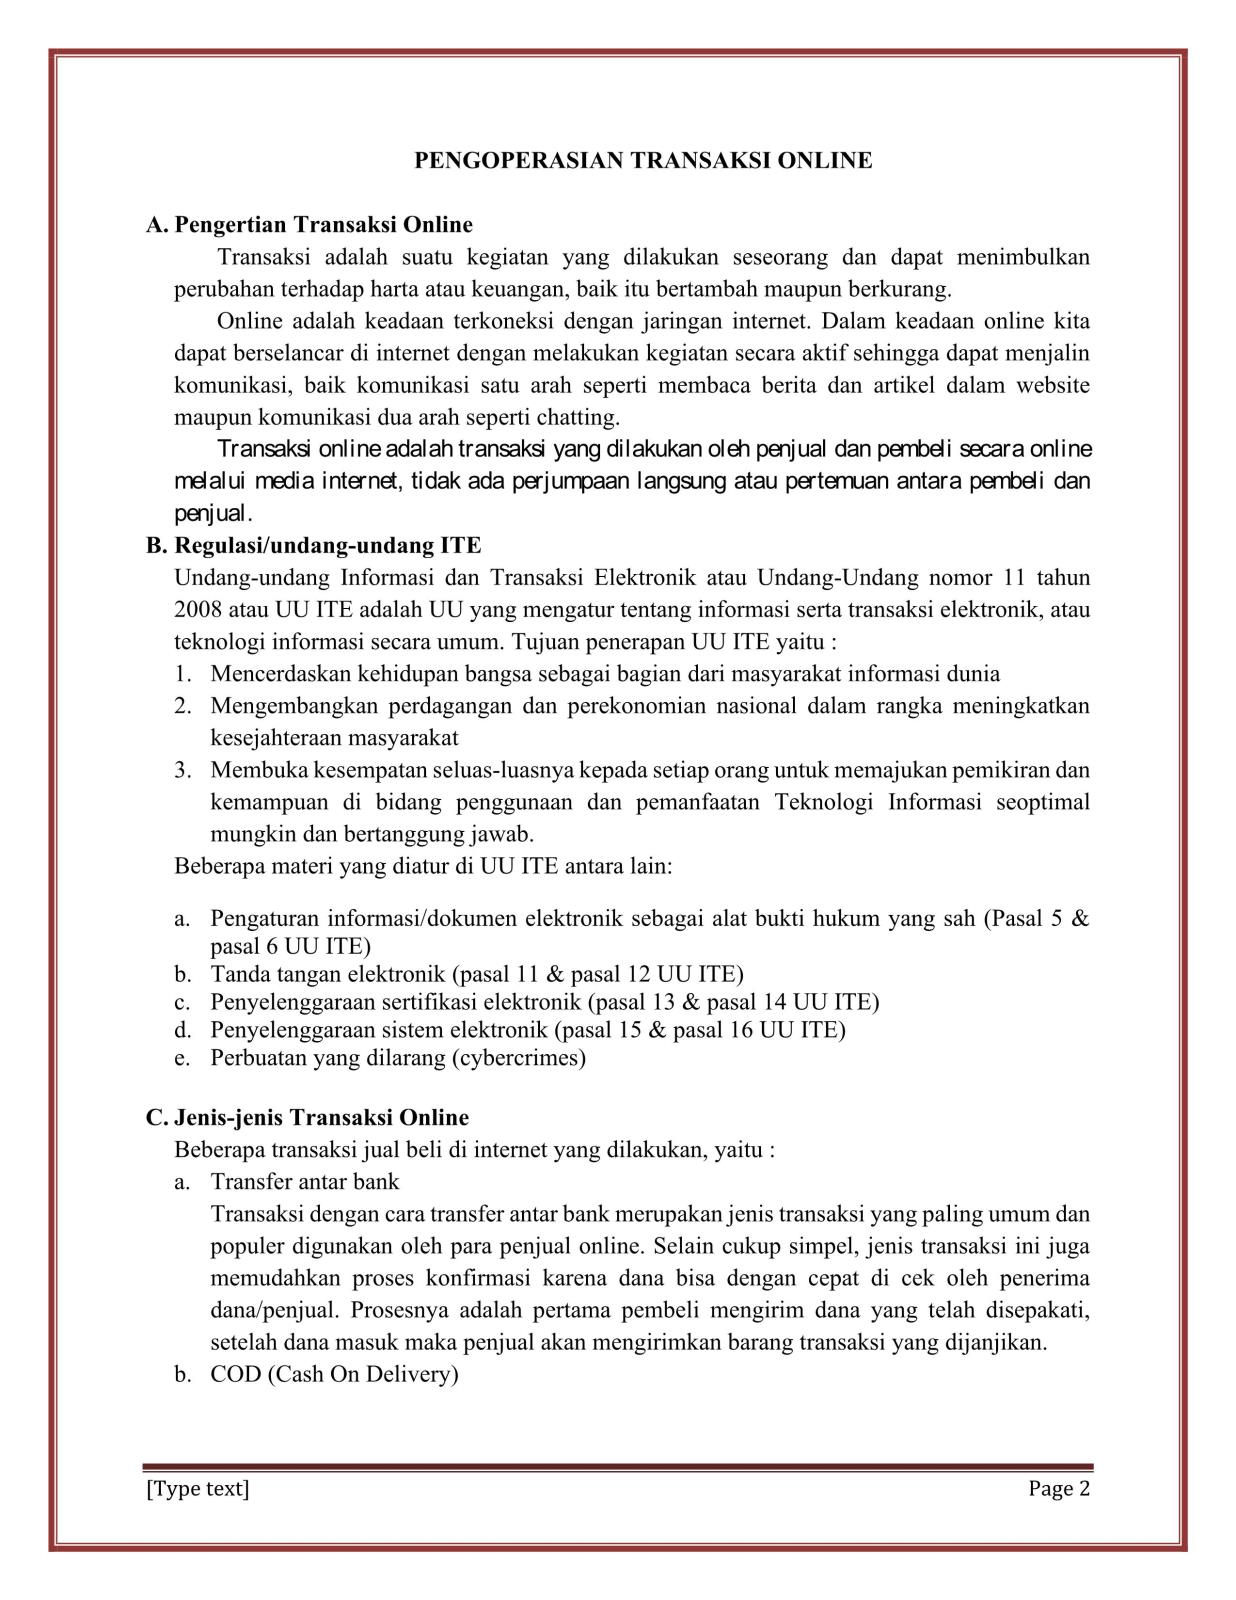 PENGOPERASIAN TRANSAKSI ONLINE
A. Pengertian Transaksi Online
Transaksi adalah suatu kegiatan yang dilakukan seseorang dan dapat menimbulkan
perubahan terhadap harta atau keuangan, baik itu bertambah maupun berkurang.
Online adalah keadaan terkoneksi dengan jaringan internet. Dalam keadaan online kita
dapat berselancar di internet dengan melakukan kegiatan secara aktif sehingga dapat menjalin
komunikasi, baik komunikasi satu arah seperti membaca berita dan artikel dalam website
maupun komunikasi dua arah seperti chatting.
Transaksi online adalah transaksi yang dilakukan oleh penjual dan pembeli secara online
melalui media internet, tidak ada perjumpaan langsung atau pertemuan antara pembeli dan
penjual.
B. Regulasi/undang-undang ITE
Undang-undang Informasi dan Transaksi Elektronik atau Undang-Undang nomor 11 tahun
2008 atau UU ITE adalah UU yang mengatur tentang informasi serta transaksi elektronik, atau
teknologi informasi secara umum. Tujuan penerapan UU ITE yaitu :
1. Mencerdaskan kehidupan bangsa sebagai bagian dari masyarakat informasi dunia
2. Mengembangkan perdagangan dan perekonomian nasional dalam rangka meningkatkan
kesejahteraan masyarakat
3. Membuka kesempatan seluas-luasnya kepada setiap orang untuk memajukan pemikiran dan
kemampuan di bidang penggunaan dan pemanfaatan Teknologi Informasi seoptimal
mungkin dan bertanggung jawab.
Beberapa materi yang diatur di UU ITE antara lain:
a. Pengaturan informasi/dokumen elektronik sebagai alat bukti hukum yang sah (Pasal 5 &
pasal 6 UU ITE)
b. Tanda tangan elektronik (pasal 11 & pasal 12 UU ITE)
c. Penyelenggaraan sertifikasi elektronik (pasal 13 & pasal 14 UU ITE)
d. Penyelenggaraan sistem elektronik (pasal 15 & pasal 16 UU ITE)
e. Perbuatan yang dilarang (cybercrimes)
C. Jenis-jenis Transaksi Online
Beberapa transaksi jual beli di internet yang dilakukan, yaitu :
a. Transfer antar bank
Transaksi dengan cara transfer antar bank merupakan jenis transaksi yang paling umum dan
populer digunakan oleh para penjual online. Selain cukup simpel, jenis transaksi ini juga
memudahkan proses konfirmasi karena dana bisa dengan cepat di cek oleh penerima
dana/penjual. Prosesnya adalah pertama pembeli mengirim dana yang telah disepakati,
setelah dana masuk maka penjual akan mengirimkan barang transaksi yang dijanjikan.
b. COD (Cash On Delivery)
[Type text] Page 2